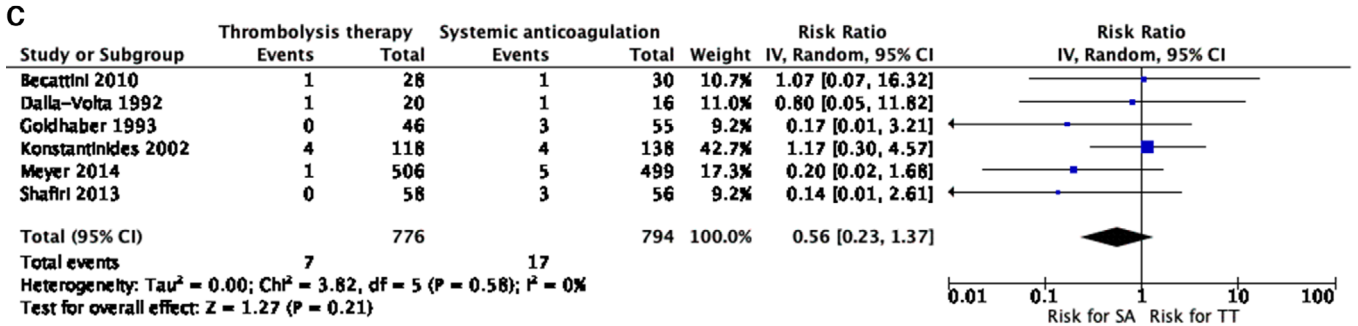 C
Thrombolysis therapy Systemic anticoagulation Risk Ratio Risk Ratio
Study or Subgroup Events Total Events Total Weight IV, Random, 95% CI IV, Random, 95% CI
Becattini 2010 1 28 1 30 10.7% 1.07 [0.07, 16.32]
Dalla-Volta 1992 1 20 1 16 11.0% 0.80 [0.05, 11.82]
Goldhaber 1993 0 46 3 55 9.2% 0.17 [0.01, 3.21]
Konstantinides 2002 4 118 4 138 42.7% 1.17 [0.30, 4.57]
Meyer 2014 1 506 5 499 17.3% 0.20 [0.02, 1.68]
Shafiri 2013 0 58 3 56 9.2% 0.14 [0.01, 2.61]
Total (95% CI) 776 794 100.0% 0.56 [0.23, 1.37]
Total events 7 17
Heterogeneity: Tau² = 0.00; Chi² = 3.82, df = 5 (P = 0.58); I² = 0%
Test for overall effect: Z = 1.27 (P = 0.21)
0.01 0.1 1 10 100
Risk for SA Risk for TT